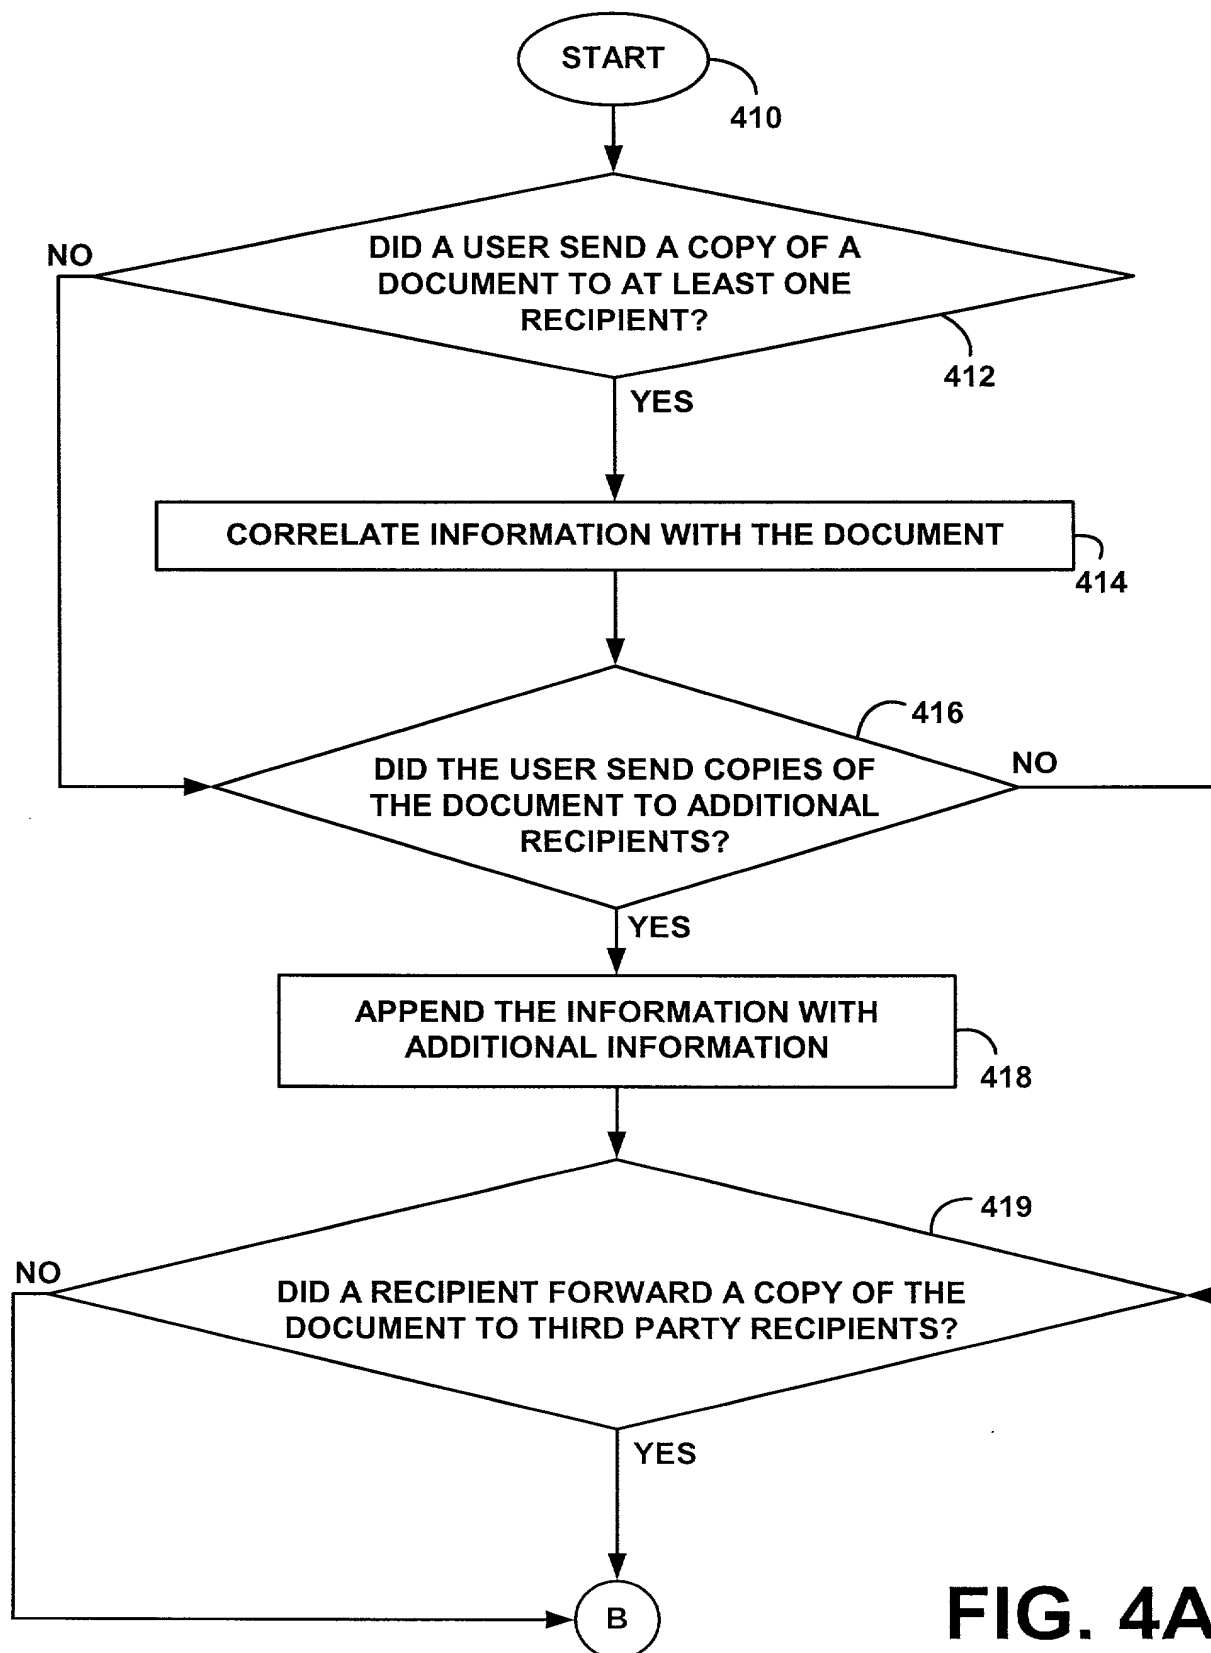 START
410
NO
DID A USER SEND A COPY OF A
DOCUMENT TO AT LEAST ONE
RECIPIENT?
412
YES
CORRELATE INFORMATION WITH THE DOCUMENT
414
416
DID THE USER SEND COPIES OF
THE DOCUMENT TO ADDITIONAL
RECIPIENTS?
NO
YES
APPEND THE INFORMATION WITH
ADDITIONAL INFORMATION
418
419
NO
DID A RECIPIENT FORWARD A COPY OF THE
DOCUMENT TO THIRD PARTY RECIPIENTS?
YES
B
FIG. 4A